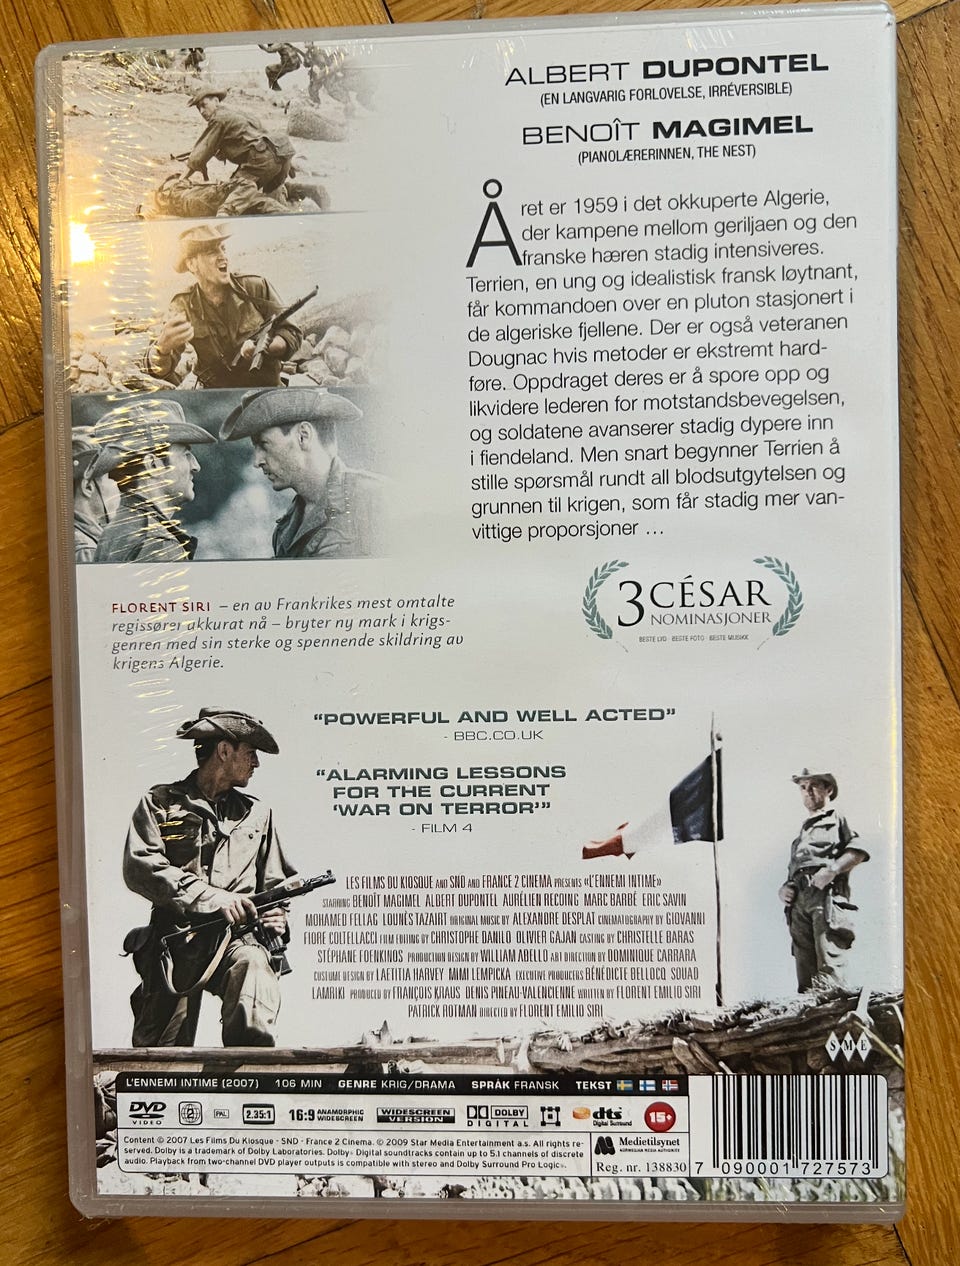 ALBERT DUPONTEL
(EN LANGVARIG FORLOVELSE, IRRÉVERSIBLE)
BENOÎT MAGIMEL
(PIANOLÆRERINNEN, THE NEST)
Året er 1959 i det okkuperte Algerie,
der kampene mellom geriljaen og den
franske hæren stadig intensiveres.
Terrien, en ung og idealistisk fransk løytnant,
får kommandoen over en pluton stasjonert i
de algeriske fjellene. Der er også veteranen
Dougnac hvis metoder er ekstremt hard-
føre. Oppdraget deres er å spore opp og
likvidere lederen for motstandsbevegelsen,
og soldatene avanserer stadig dypere inn
i fiendeland. Men snart begynner Terrien å
stille spørsmål rundt all blodsutgytelsen og
grunnen til krigen, som får stadig mer van-
vittige proporsjoner ...
3 CÉSAR
NOMINASJONER
BESTE LYD · BESTE FOTO · BESTE MUSIKK
FLORENT SIRI – en av Frankrikes mest omtalte
regissører akkurat nå – bryter ny mark i krigs-
genren med sin sterke og spennende skildring av
krigens Algerie.
"POWERFUL AND WELL ACTED"
- BBC.CO.UK
"ALARMING LESSONS
FOR THE CURRENT
'WAR ON TERROR'"
- FILM 4
LES FILMS DU KIOSQUE AND SND AND FRANCE 2 CINEMA PRESENTS «L'ENNEMI INTIME»
STARRING BENOÎT MAGIMEL ALBERT DUPONTEL AURÉLIEN RECOING MARC BARBÉ ERIC SAVIN
MOHAMED FELLAG LOUNÈS TAZAIRT ORIGINAL MUSIC BY ALEXANDRE DESPLAT CINEMATOGRAPHY BY GIOVANNI
FIORE COLTELLACCI FILM EDITING BY CHRISTOPHE DANILO OLIVIER GAJAN CASTING BY CHRISTELLE BARAS
STÉPHANE FOENKINOS PRODUCTION DESIGN BY WILLIAM ABELLO ART DIRECTION BY DOMINIQUE CARRARA
COSTUME DESIGN BY LAETITIA HARVEY MIMI LEMPICKA EXECUTIVE PRODUCERS BÉNÉDICTE BELLOCQ SOUAD
LAMRIKI PRODUCED BY FRANÇOIS KRAUS DENIS PINEAU-VALENCIENNE WRITTEN BY FLORENT EMILIO SIRI
PATRICK ROTMAN DIRECTED BY FLORENT EMILIO SIRI
SME
L'ENNEMI INTIME (2007) 106 MIN GENRE KRIG/DRAMA SPRÅK FRANSK TEKST
DVD VIDEO 2 PAL 2.35:1 16:9 ANAMORPHIC WIDESCREEN WIDESCREEN VERSION DOLBY DIGITAL dts Digital Surround 15+
Content © 2007 Les Films Du Kiosque - SND - France 2 Cinema. © 2009 Star Media Entertainment a.s. All rights re-
served. Dolby is a trademark of Dolby Laboratories. Dolby Digital soundtracks contain up to 5.1 channels of discrete
audio. Playback from two-channel DVD player outputs is compatible with stereo and Dolby Surround Pro Logic.
Medietilsynet
NORWEGIAN MEDIA AUTHORITY
Reg. nr. 138830
7 090001 727573